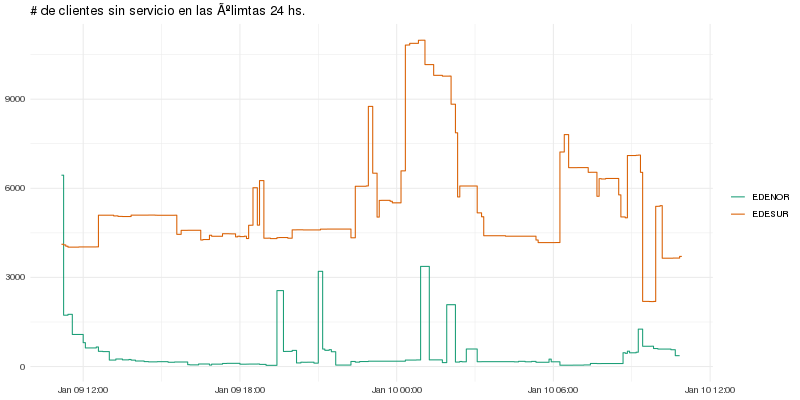 # de clientes sin servicio en las Ãºlimtas 24 hs.
9000
6000
3000
0
Jan 09 12:00
Jan 09 18:00
Jan 10 00:00
Jan 10 06:00
Jan 10 12:00
EDENOR
EDESUR